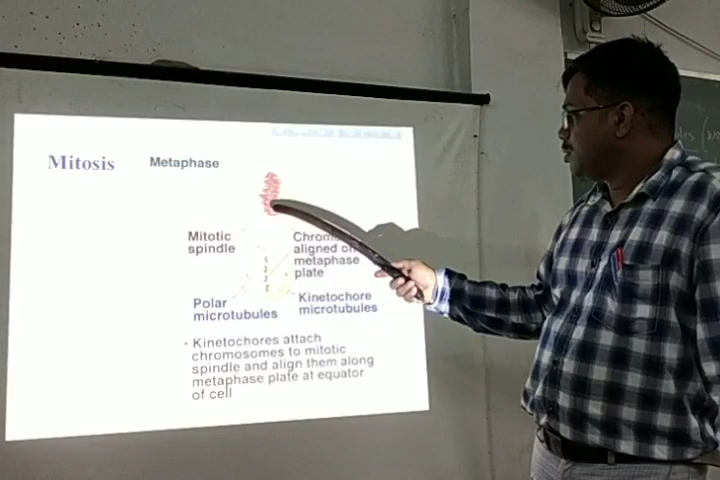 Mitosis
Metaphase
Mitotic
spindle
aligned on
metaphase
plate
Polar
microtubules
Kinetochore
microtubules
• Kinetochores attach
chromosomes to mitotic
spindle and align them along
metaphase plate at equator
of cell